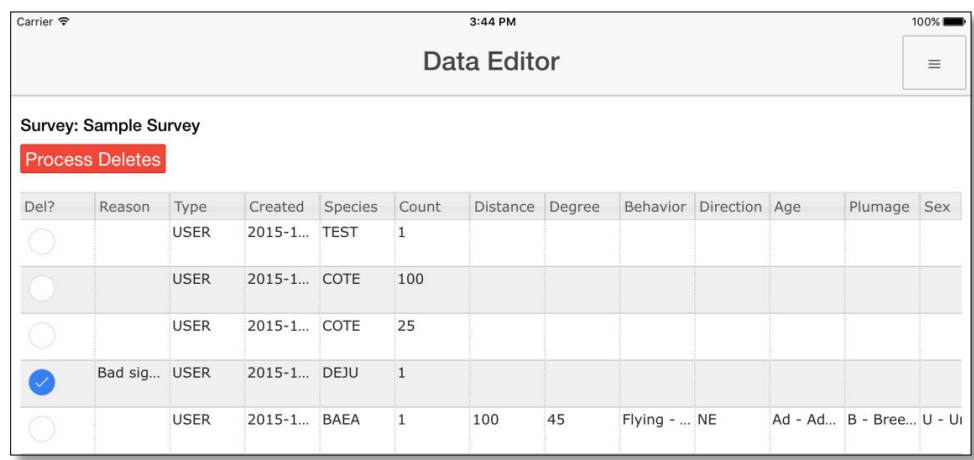 Carrier 3:44 PM 100%
Data Editor
Survey: Sample Survey
Process Deletes
Del? Reason Type Created Species Count Distance Degree Behavior Direction Age Plumage Sex
USER 2015-1... TEST 1
USER 2015-1... COTE 100
USER 2015-1... COTE 25
Bad sig... USER 2015-1... DEJU 1
USER 2015-1... BAEA 1 100 45 Flying - ... NE Ad - Ad... B - Bree... U - Un